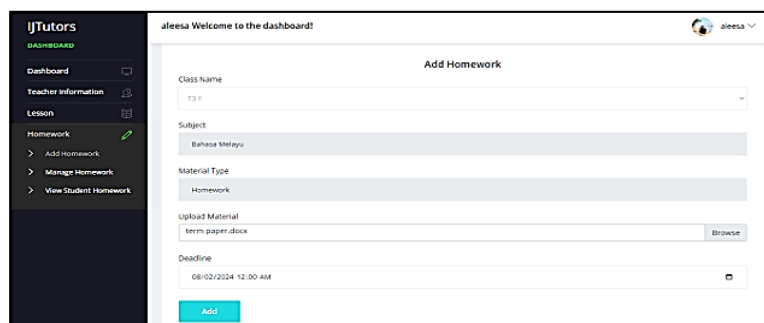 IJTutors
DASHBOARD
Dashboard
Teacher Information
Lesson
Homework
> Add Homework
> Manage Homework
> View Student Homework
aleesa Welcome to the dashboard!
aleesa
Add Homework
Class Name
T3 F
Subject
Bahasa Melayu
Material Type
Homework
Upload Material
term paper.docx
Browse
Deadline
08/02/2024 12:00 AM
Add